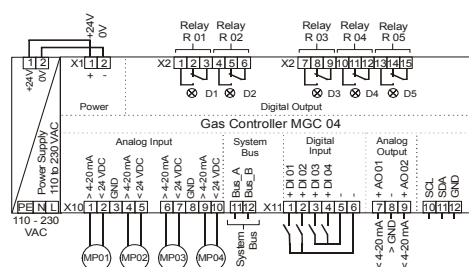 +24V
0V
Relay
R 01
Relay
R 02
Relay
R 03
Relay
R 04
Relay
R 05
1 2
X1 1 2
+ -
X2 1 2 3 4 5 6
X2 7 8 9 10 11 12 13 14 15
+24V
0V
D1
D2
D3
D4
D5
Power
Digital Output
Gas Controller MGC 04
Power Supply
110 to 230 VAC
Analog Input
System
Bus
Digital
Input
Analog
Output
> 4-20 mA
< 24 VDC
GND
> 4-20 mA
< 24 VDC
> 4-20 mA
< 24 VDC
GND
> 4-20 mA
< 24 VDC
Bus_A
Bus_B
+ DI 01
+ DI 02
+ DI 03
+ DI 04
-
-
+ AO 01
> GND
+ AO 02
SCL
SDA
GND
PE N L
X10 1 2 3 4 5 6 7 8 9 10 11 12
X11 1 2 3 4 5 6 7 8 9 10 11 12
110 - 230
VAC
MP01
MP02
MP03
MP04
System
Bus
< 4-20 mA
> GND
< 4-20 mA